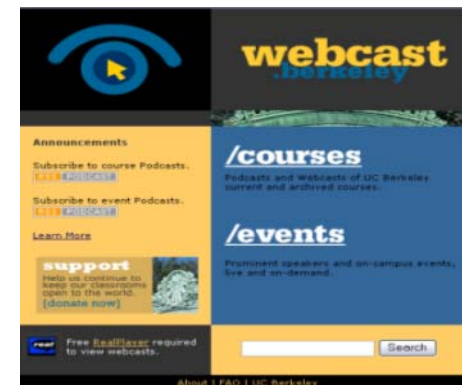 webcast
.berkeley
Announcements
Subscribe to course Podcasts.
RSS PODCAST
Subscribe to event Podcasts.
RSS PODCAST
Learn More
support
Help us continue to
keep our classrooms
open to the world.
[donate now]
/courses
Podcasts and Webcasts of UC Berkeley
current and archived courses.
/events
Prominent speakers and on-campus events,
live and on-demand.
real
Free RealPlayer required
to view webcasts.
Search
About | FAQ | UC Berkeley